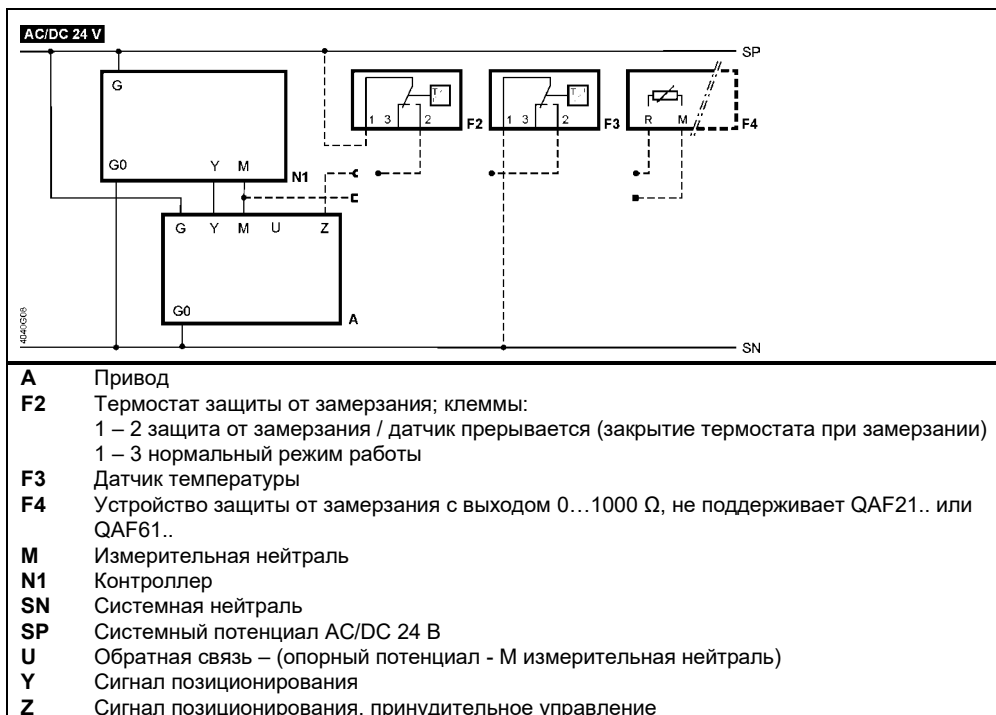 AC/DC 24 V
SP
G
T
T
1 3 2
F2
1 3 2
F3
R M
F4
G0
Y M
N1
G Y M U Z
G0
A
4040G08
SN
A Привод
F2 Термостат защиты от замерзания; клеммы:
1 – 2 защита от замерзания / датчик прерывается (закрытие термостата при замерзании)
1 – 3 нормальный режим работы
F3 Датчик температуры
F4 Устройство защиты от замерзания с выходом 0…1000 Ω, не поддерживает QAF21.. или
QAF61..
M Измерительная нейтраль
N1 Контроллер
SN Системная нейтраль
SP Системный потенциал AC/DC 24 В
U Обратная связь – (опорный потенциал - M измерительная нейтраль)
Y Сигнал позиционирования
Z Сигнал позиционирования, принудительное управление